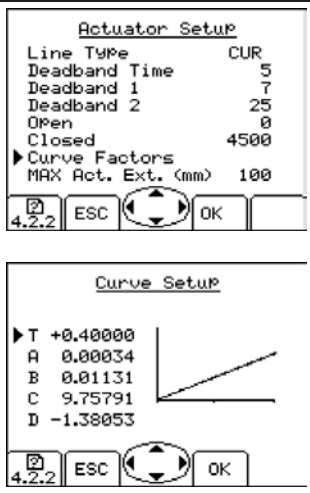 Actuator Setup
Line Type CUR
Deadband Time 5
Deadband 1 7
Deadband 2 25
Open 0
Closed 4500
Curve Factors
MAX Act. Ext. (mm) 100
?
4.2.2 ESC OK
Curve Setup
T +0.40000
A 0.00034
B 0.01131
C 9.75791
D -1.38053
?
4.2.2 ESC OK